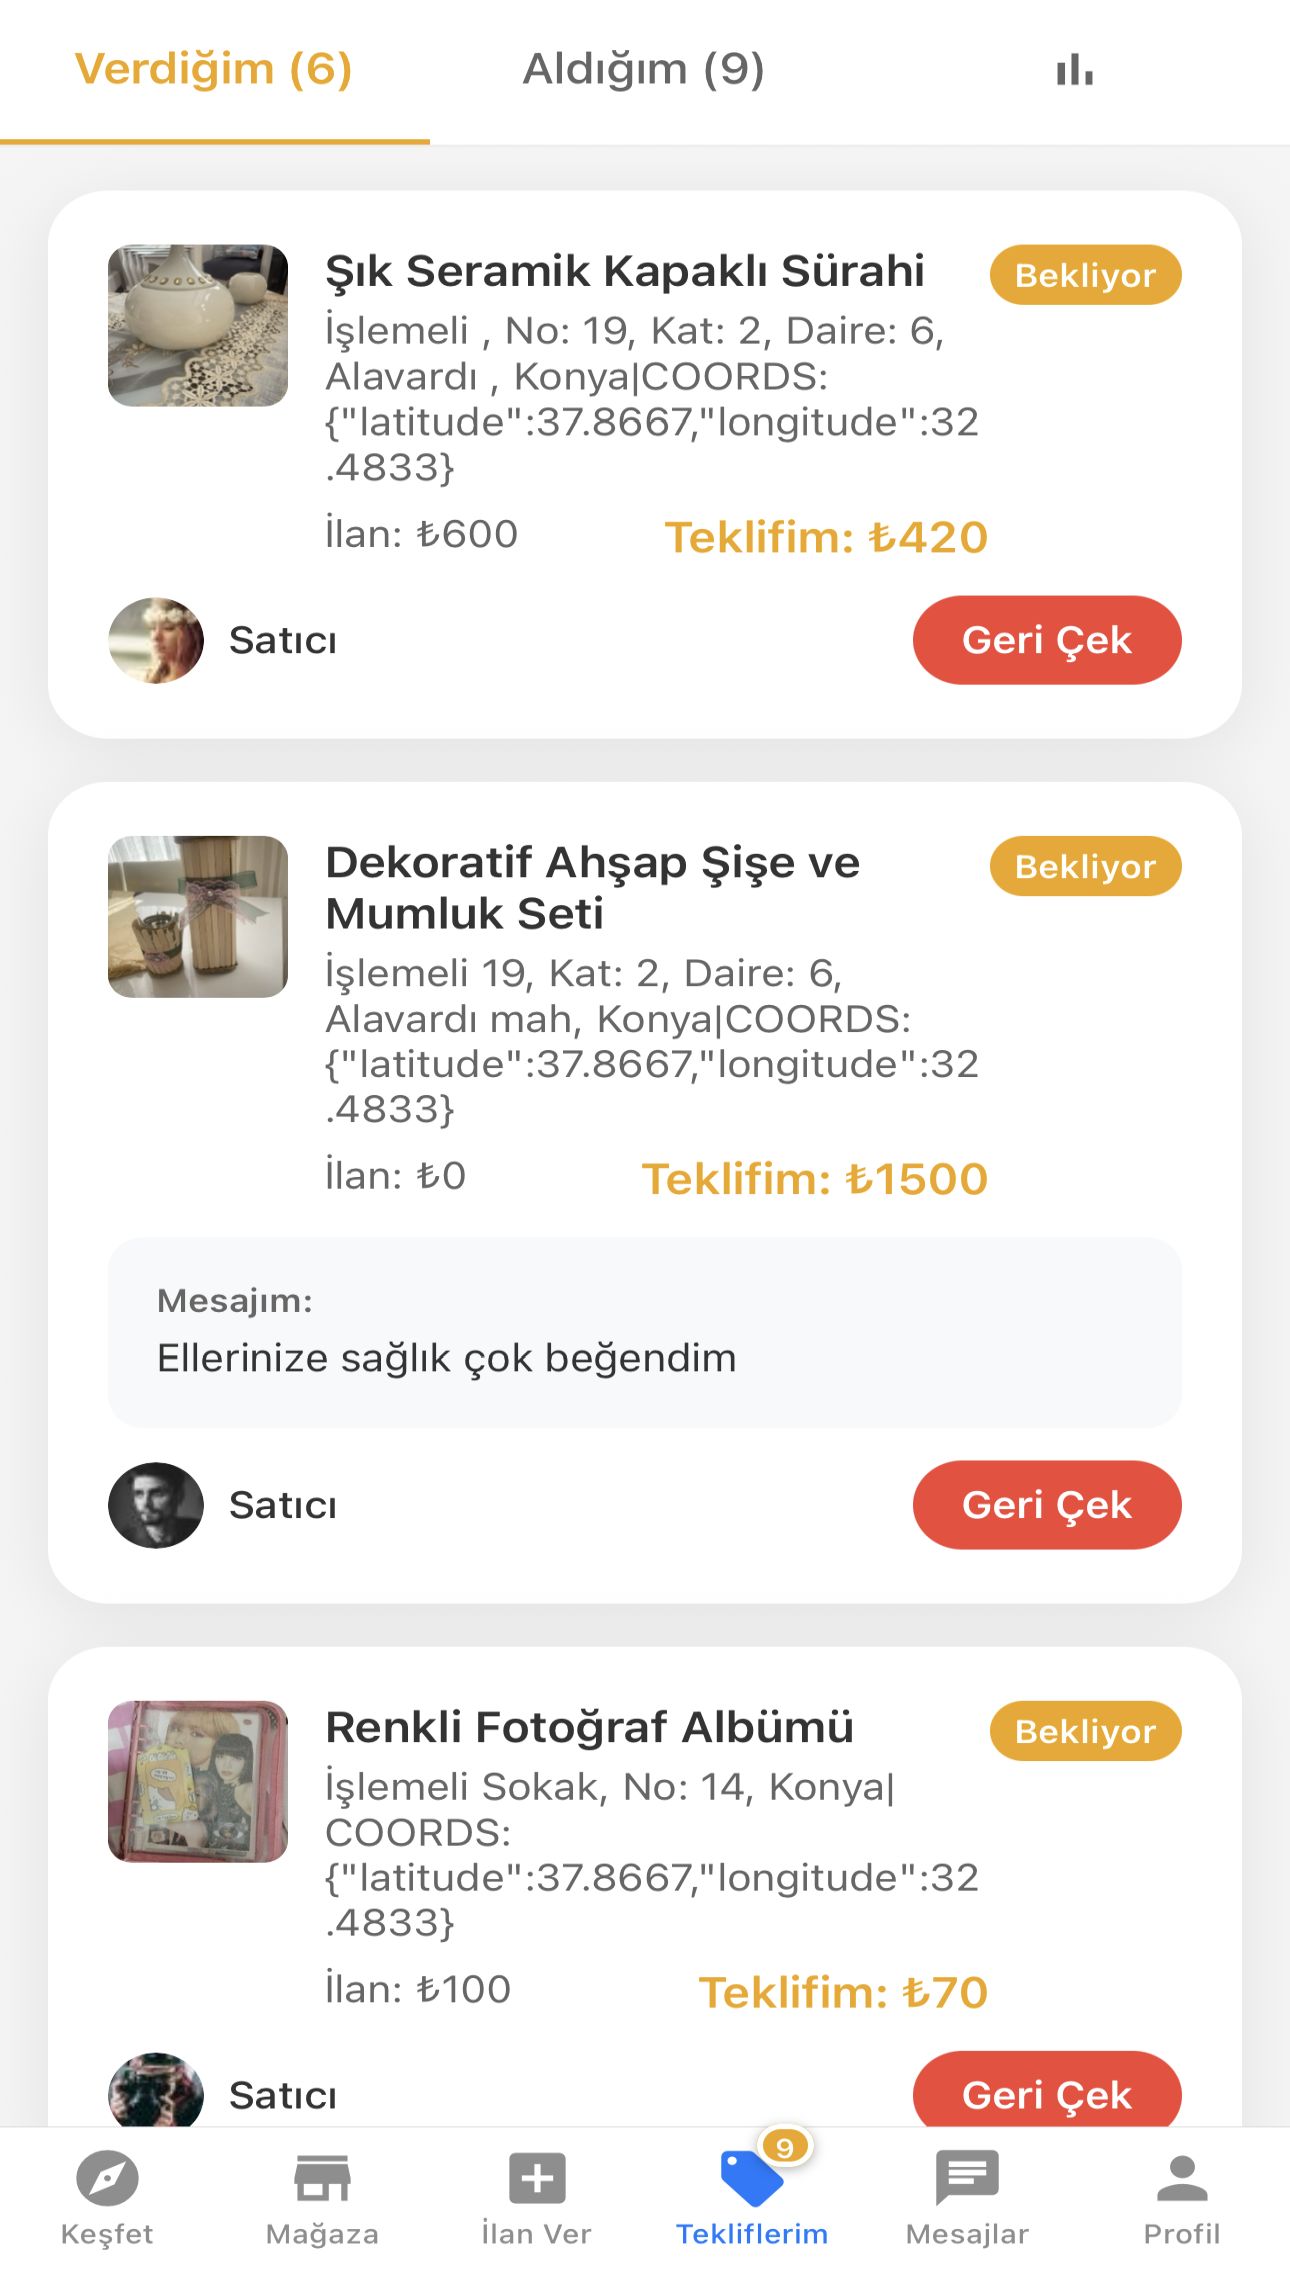 Verdiğim (6)
Aldığım (9)
Şık Seramik Kapaklı Sürahi
Bekliyor
İşlemeli , No: 19, Kat: 2, Daire: 6,
Alavardı , Konya|COORDS:
{"latitude":37.8667,"longitude":32
.4833}
İlan: ₺600
Teklifim: ₺420
Satıcı
Geri Çek
Dekoratif Ahşap Şişe ve
Mumluk Seti
Bekliyor
İşlemeli 19, Kat: 2, Daire: 6,
Alavardı mah, Konya|COORDS:
{"latitude":37.8667,"longitude":32
.4833}
İlan: ₺0
Teklifim: ₺1500
Mesajım:
Ellerinize sağlık çok beğendim
Satıcı
Geri Çek
Renkli Fotoğraf Albümü
Bekliyor
İşlemeli Sokak, No: 14, Konya|
COORDS:
{"latitude":37.8667,"longitude":32
.4833}
İlan: ₺100
Teklifim: ₺70
Satıcı
Geri Çek
9
Keşfet
Mağaza
İlan Ver
Tekliflerim
Mesajlar
Profil